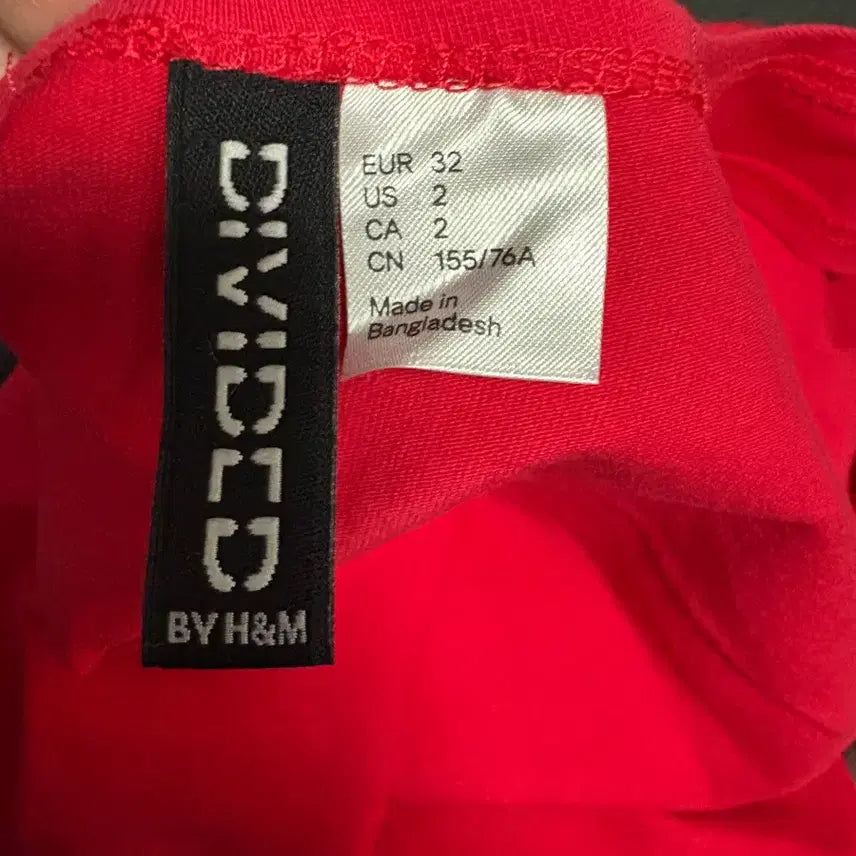 DIVIDED
BY H&M
EUR 32
US 2
CA 2
CN 155/76A
Made in
Bangladesh